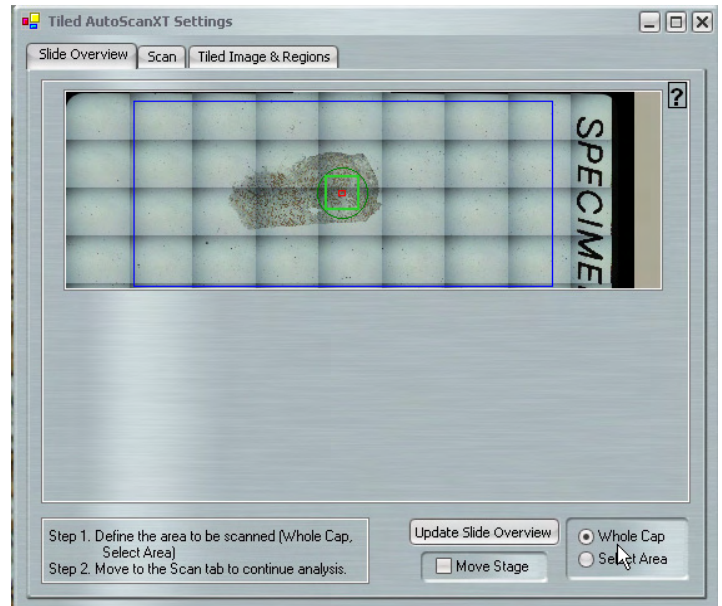 Tiled AutoScanXT Settings
Slide Overview
Scan
Tiled Image & Regions
?
SPECIME
Step 1. Define the area to be scanned (Whole Cap,
Select Area)
Step 2. Move to the Scan tab to continue analysis.
Update Slide Overview
Move Stage
Whole Cap
Select Area